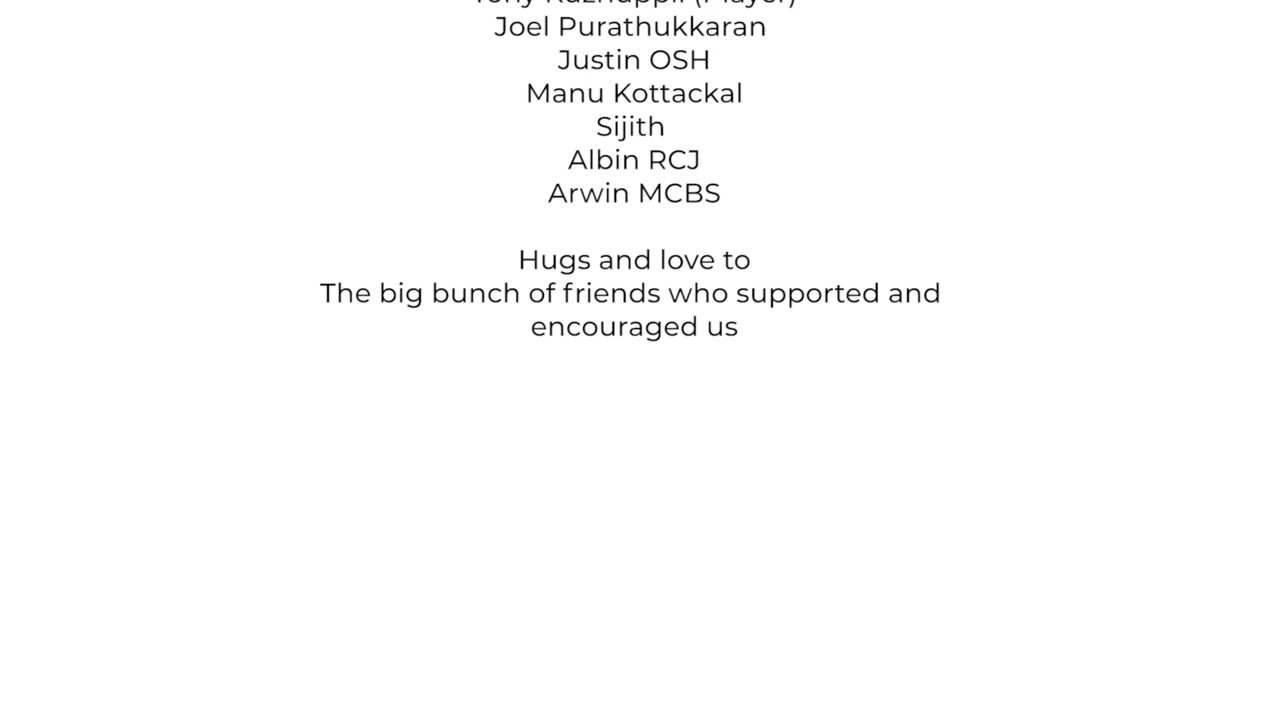 Joel Purathukkaran
Justin OSH
Manu Kottackal
Sijith
Albin RCJ
Arwin MCBS
Hugs and love to
The big bunch of friends who supported and
encouraged us